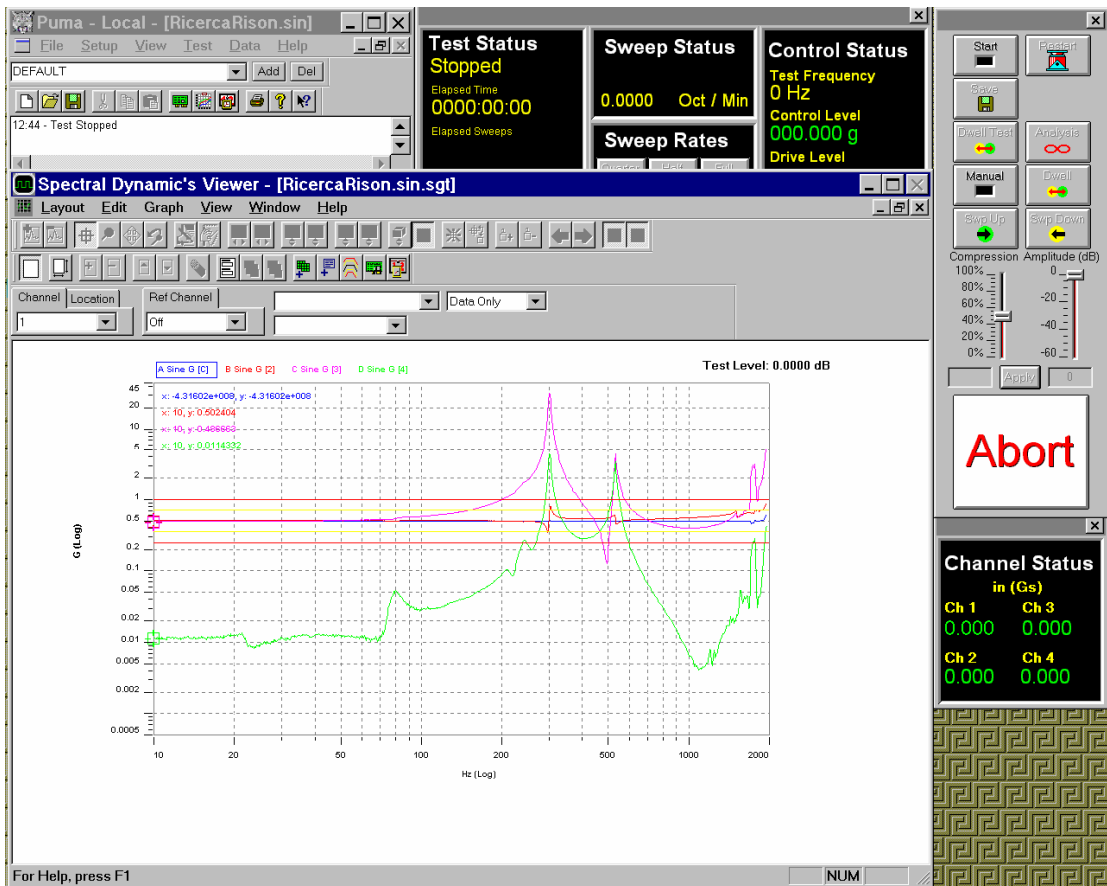 Puma - Local - [RicercaRison.sin]
File Setup View Test Data Help
DEFAULT
Add Del
12:44 - Test Stopped
Test Status
Stopped
Elapsed Time
0000:00:00
Elapsed Sweeps
Sweep Status
0.0000 Oct / Min
Sweep Rates
Quarter Half Full
Control Status
Test Frequency
0 Hz
Control Level
000.000 g
Drive Level
Start Restart
Save
Dwell Test Analysis
Manual Dwell
Swp Up Swp Down
Compression Amplitude (dB)
100% 0
80%
60% -20
40% -40
20%
0% -60
Apply 0
Abort
Channel Status
in (Gs)
Ch 1 Ch 3
0.000 0.000
Ch 2 Ch 4
0.000 0.000
Spectral Dynamic's Viewer - [RicercaRison.sin.sgt]
Layout Edit Graph View Window Help
Channel Location Ref Channel
1 Off Data Only
A Sine G [C] B Sine G [2] C Sine G [3] D Sine G [4]
Test Level: 0.0000 dB
x: -4.31602e+008, y: -4.31602e+008
x: 10, y: 0.502404
x: 10, y: 0.486663
x: 10, y: 0.0114332
45
20
10
5
2
1
0.5
0.2
0.1
0.05
0.02
0.01
0.005
0.002
0.0005
G (Log)
10 20 50 100 200 500 1000 2000
Hz (Log)
For Help, press F1
NUM